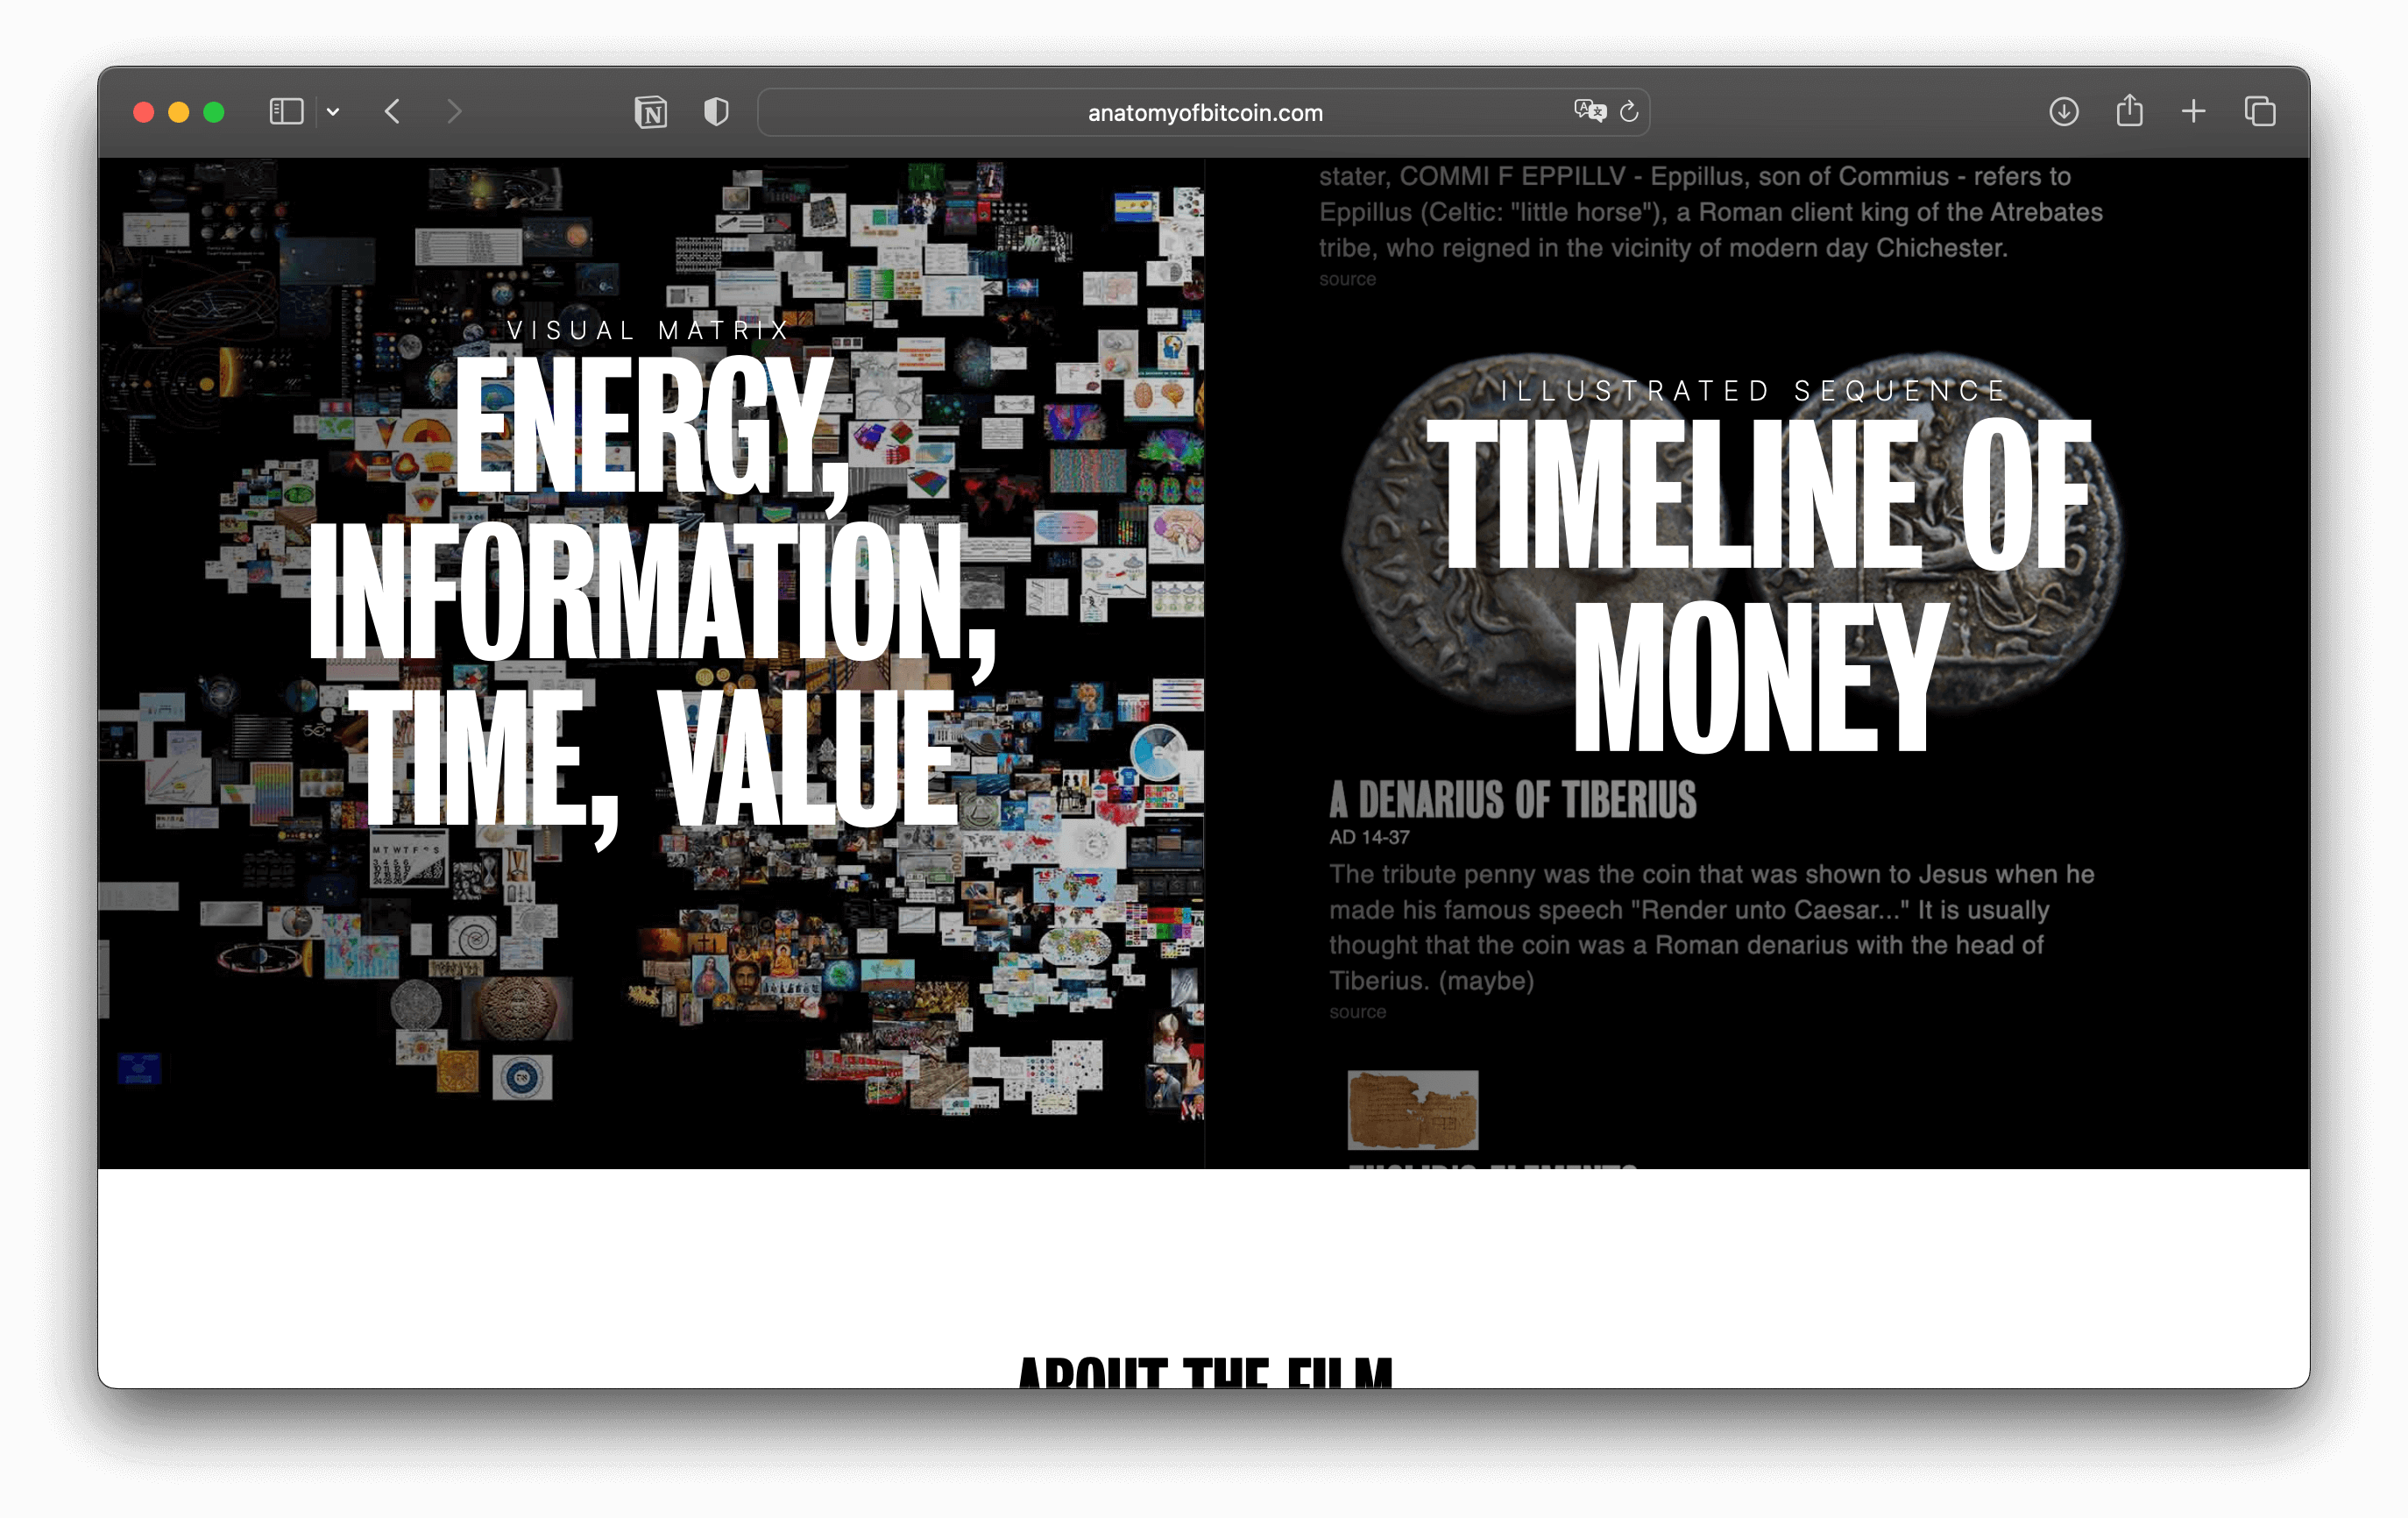 anatomyofbitcoin.com
VISUAL MATRIX
ENERGY,
INFORMATION,
TIME, VALUE
stater, COMMI F EPPILLV - Eppillus, son of Commius - refers to
Eppillus (Celtic: "little horse"), a Roman client king of the Atrebates
tribe, who reigned in the vicinity of modern day Chichester.
source
ILLUSTRATED SEQUENCE
TIMELINE OF
MONEY
A DENARIUS OF TIBERIUS
AD 14-37
The tribute penny was the coin that was shown to Jesus when he
made his famous speech "Render unto Caesar..." It is usually
thought that the coin was a Roman denarius with the head of
Tiberius. (maybe)
source
ABOUT THE FILM